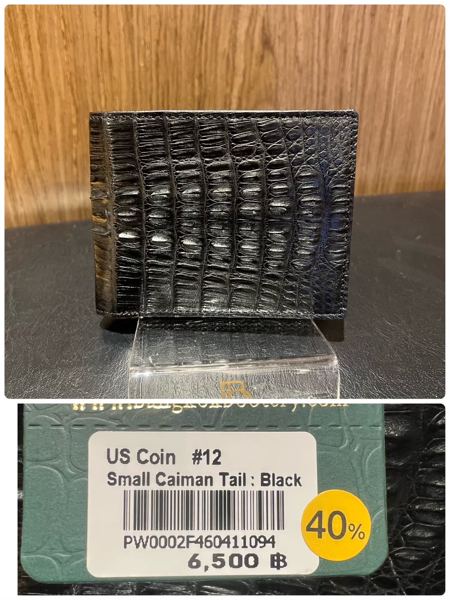 US Coin #12
Small Caiman Tail : Black
PW0002F460411094
6,500 ฿
40%